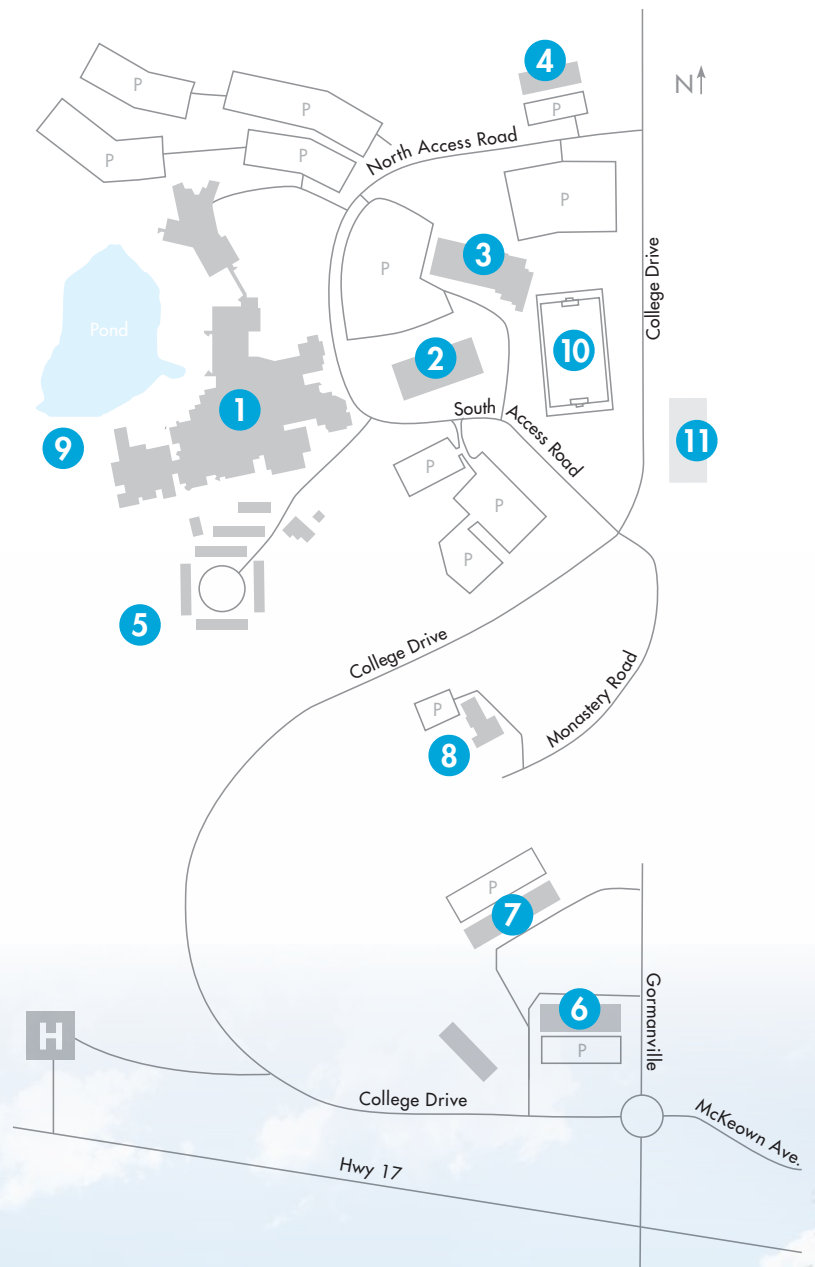 4
N
P
P
P
North Access Road
P
P
P
P
3
P
College Drive
Pond
10
2
1
South Access Road
11
9
P
P
P
5
College Drive
Monastery Road
P
8
P
7
Gormanville
6
H
P
College Drive
McKeown Ave.
Hwy 17